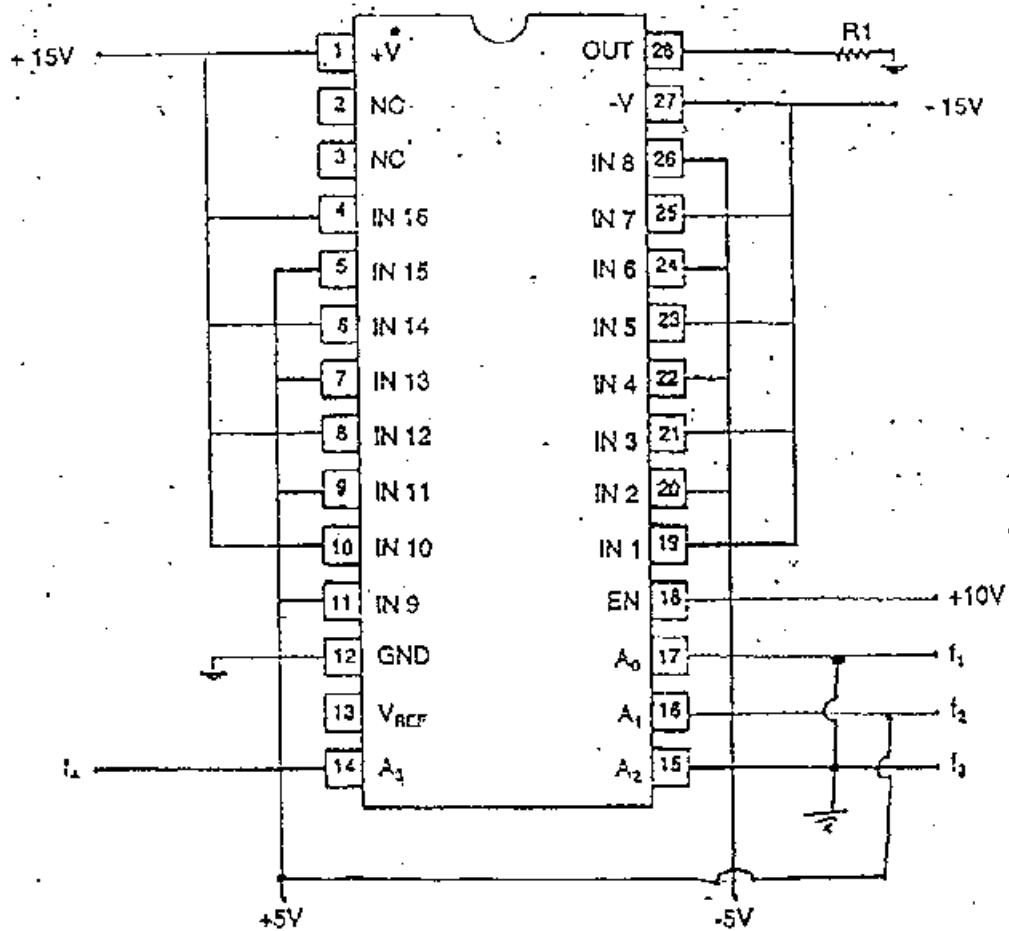 +15V
1 +V
OUT 28
R1
2 NC
-V 27
-15V
3 NC
IN 8 26
4 IN 16
IN 7 25
5 IN 15
IN 6 24
6 IN 14
IN 5 23
7 IN 13
IN 4 22
8 IN 12
IN 3 21
9 IN 11
IN 2 20
10 IN 10
IN 1 19
11 IN 9
EN 18
+10V
12 GND
A0 17
f1
13 VREF
A1 16
f2
14 A3
A2 15
f3
+5V
-5V